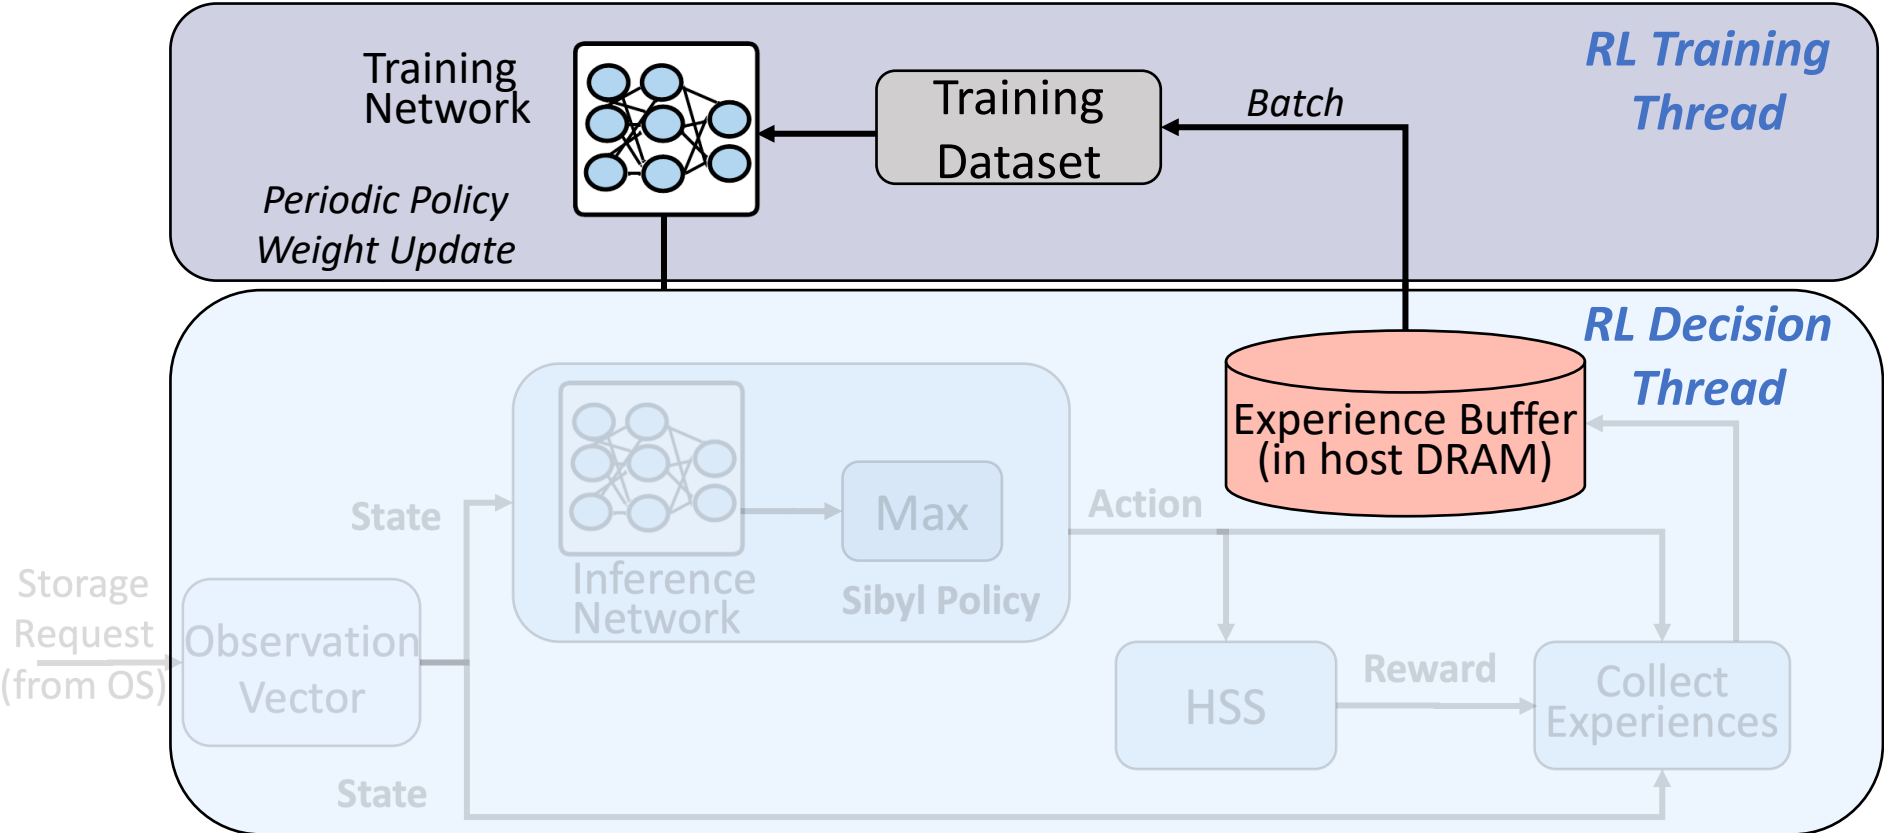 RL Training
Thread
Training
Network
Training
Dataset
Batch
Periodic Policy
Weight Update
RL Decision
Thread
Experience Buffer
(in host DRAM)
State
Max
Action
Inference
Network
Sibyl Policy
Storage
Request
(from OS)
Observation
Vector
HSS
Reward
Collect
Experiences
State